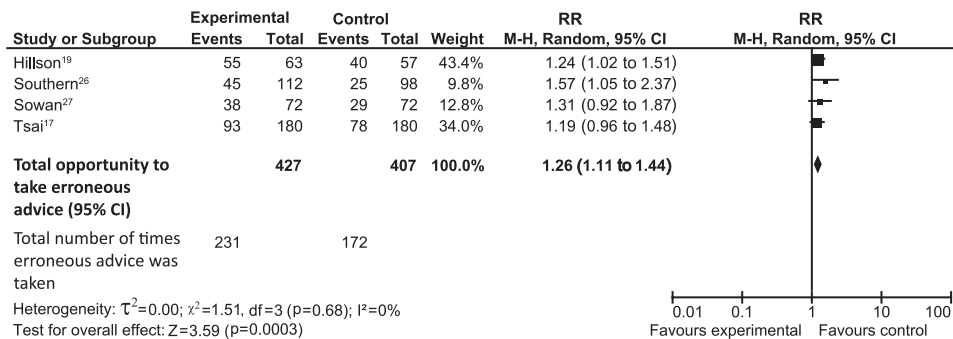 Experimental Control RR RR
Study or Subgroup Events Total Events Total Weight M-H, Random, 95% CI M-H, Random, 95% CI
Hillson¹⁹ 55 63 40 57 43.4% 1.24 (1.02 to 1.51)
Southern²⁶ 45 112 25 98 9.8% 1.57 (1.05 to 2.37)
Sowan²⁷ 38 72 29 72 12.8% 1.31 (0.92 to 1.87)
Tsai¹⁷ 93 180 78 180 34.0% 1.19 (0.96 to 1.48)
Total opportunity to 427 407 100.0% 1.26 (1.11 to 1.44)
take erroneous
advice (95% CI)
Total number of times 231 172
erroneous advice was
taken
Heterogeneity: τ²=0.00; χ²=1.51, df=3 (p=0.68); I²=0%
Test for overall effect: Z=3.59 (p=0.0003)
0.01 0.1 1 10 100
Favours experimental Favours control